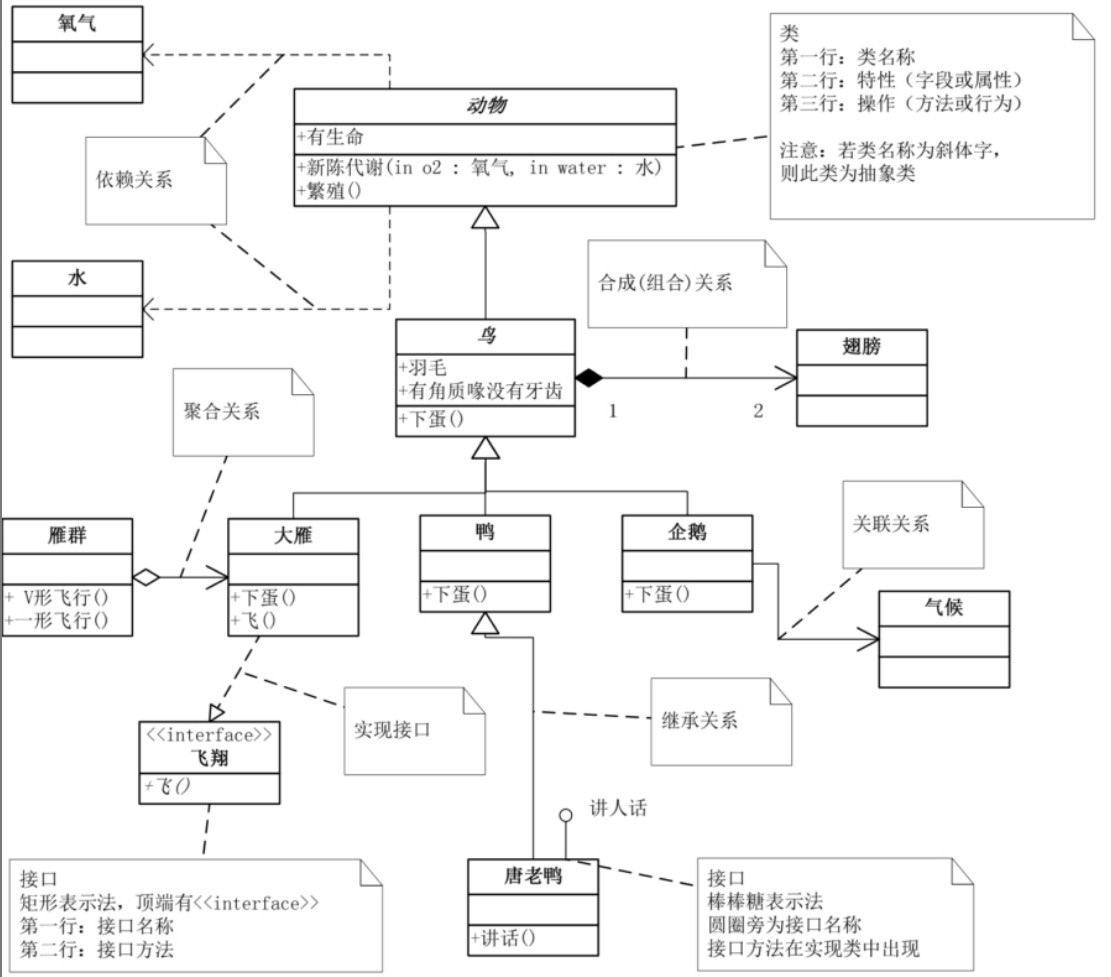 氧气
类
第一行：类名称
第二行：特性（字段或属性）
第三行：操作（方法或行为）
注意：若类名称为斜体字，
则此类为抽象类
动物
+有生命
+新陈代谢(in o2 : 氧气, in water : 水)
+繁殖()
依赖关系
水
合成(组合)关系
鸟
+羽毛
+有角质喙没有牙齿
+下蛋()
1
2
翅膀
聚合关系
雁群
+ V形飞行()
+一形飞行()
大雁
+下蛋()
+飞()
鸭
+下蛋()
企鹅
+下蛋()
关联关系
气候
实现接口
继承关系
<<interface>>
飞翔
+飞()
讲人话
唐老鸭
+讲话()
接口
矩形表示法，顶端有<<interface>>
第一行：接口名称
第二行：接口方法
接口
棒棒糖表示法
圆圈旁为接口名称
接口方法在实现类中出现